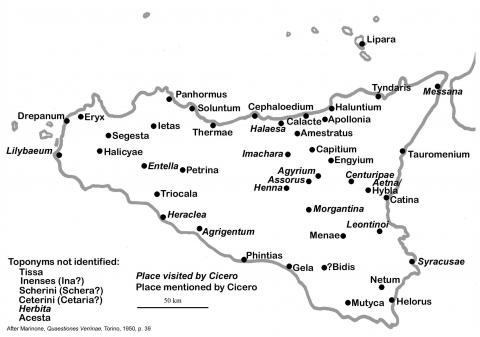 Lipara
Tyndaris
Messana
Panhormus
Soluntum
Cephaloedium
Haluntium
Drepanum
Eryx
Ietas
Thermae
Halaesa
Calacte
Apollonia
Segesta
Amestratus
Lilybaeum
Halicyae
Imachara
Capitium
Tauromenium
Entella
Petrina
Engyium
Agyrium
Centuripae
Assorus
Aetna/
Henna
Hybla
Triocala
Catina
Heraclea
Morgantina
Agrigentum
Leontinoi
Menae
Phintias
Syracusae
Gela
?Bidis
Netum
Mutyca
Helorus
Toponyms not identified:
Tissa
Inenses (Ina?)
Scherini (Schera?)
Ceterini (Cetaria?)
Herbita
Acesta
Place visited by Cicero
Place mentioned by Cicero
50 km
After Marinone, Quaestiones Verrinae, Torino, 1950, p. 39